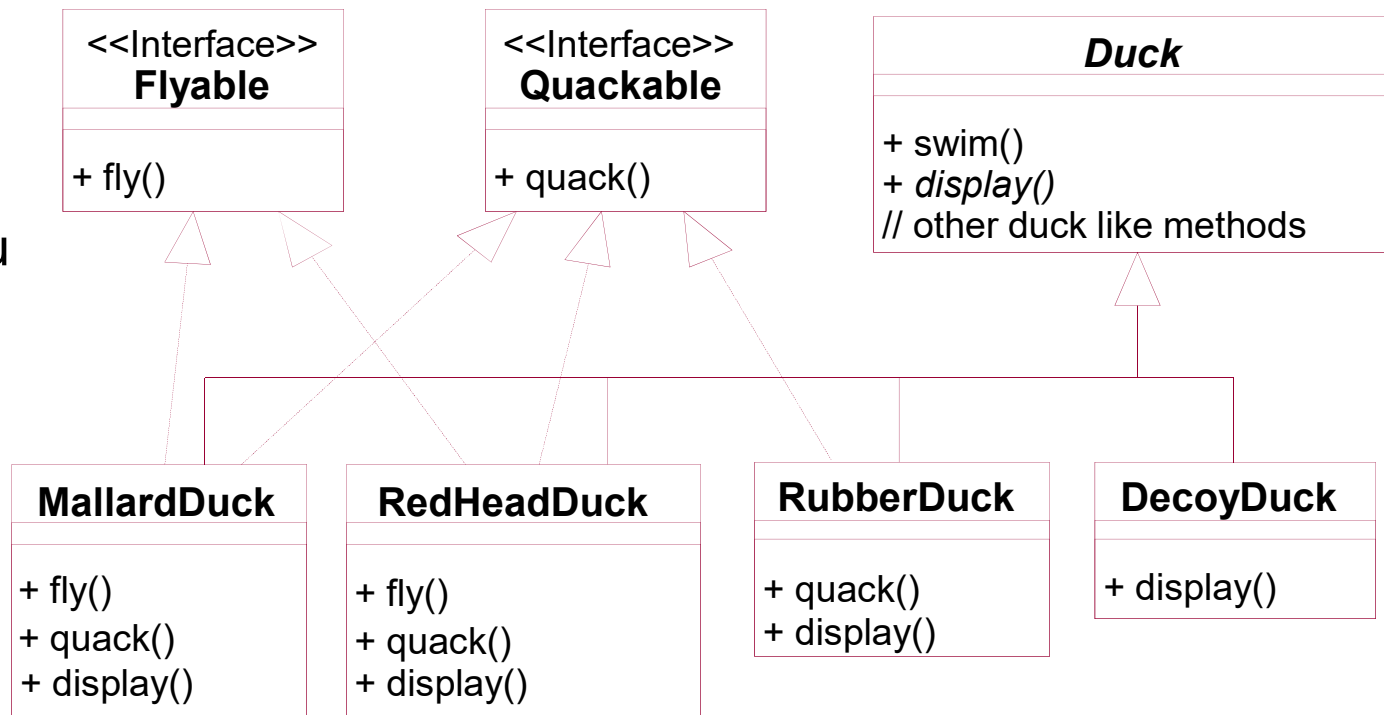 <<Interface>>
Flyable
+ fly()
<<Interface>>
Quackable
+ quack()
Duck
+ swim()
+ display()
// other duck like methods
u
MallardDuck
+ fly()
+ quack()
+ display()
RedHeadDuck
+ fly()
+ quack()
+ display()
RubberDuck
+ quack()
+ display()
DecoyDuck
+ display()